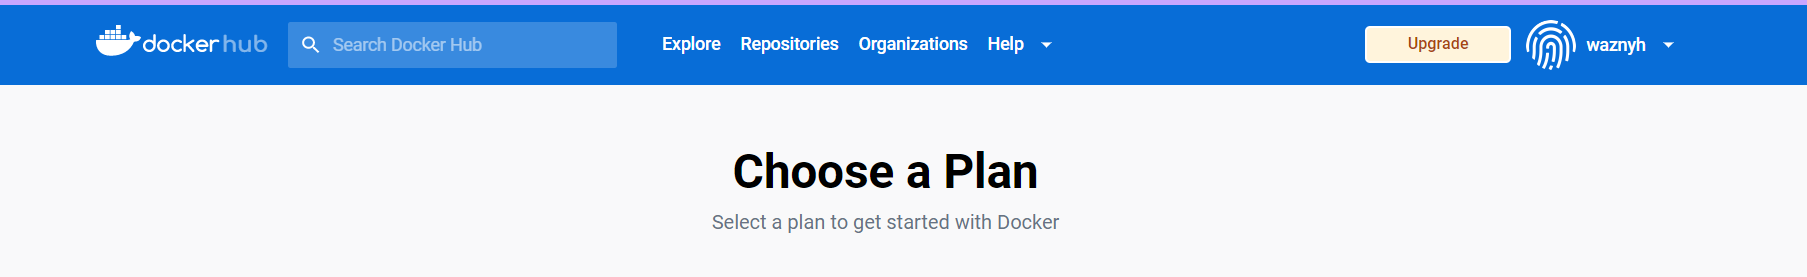 docker hub
Search Docker Hub
Explore Repositories Organizations Help
Upgrade
waznyh
Choose a Plan
Select a plan to get started with Docker